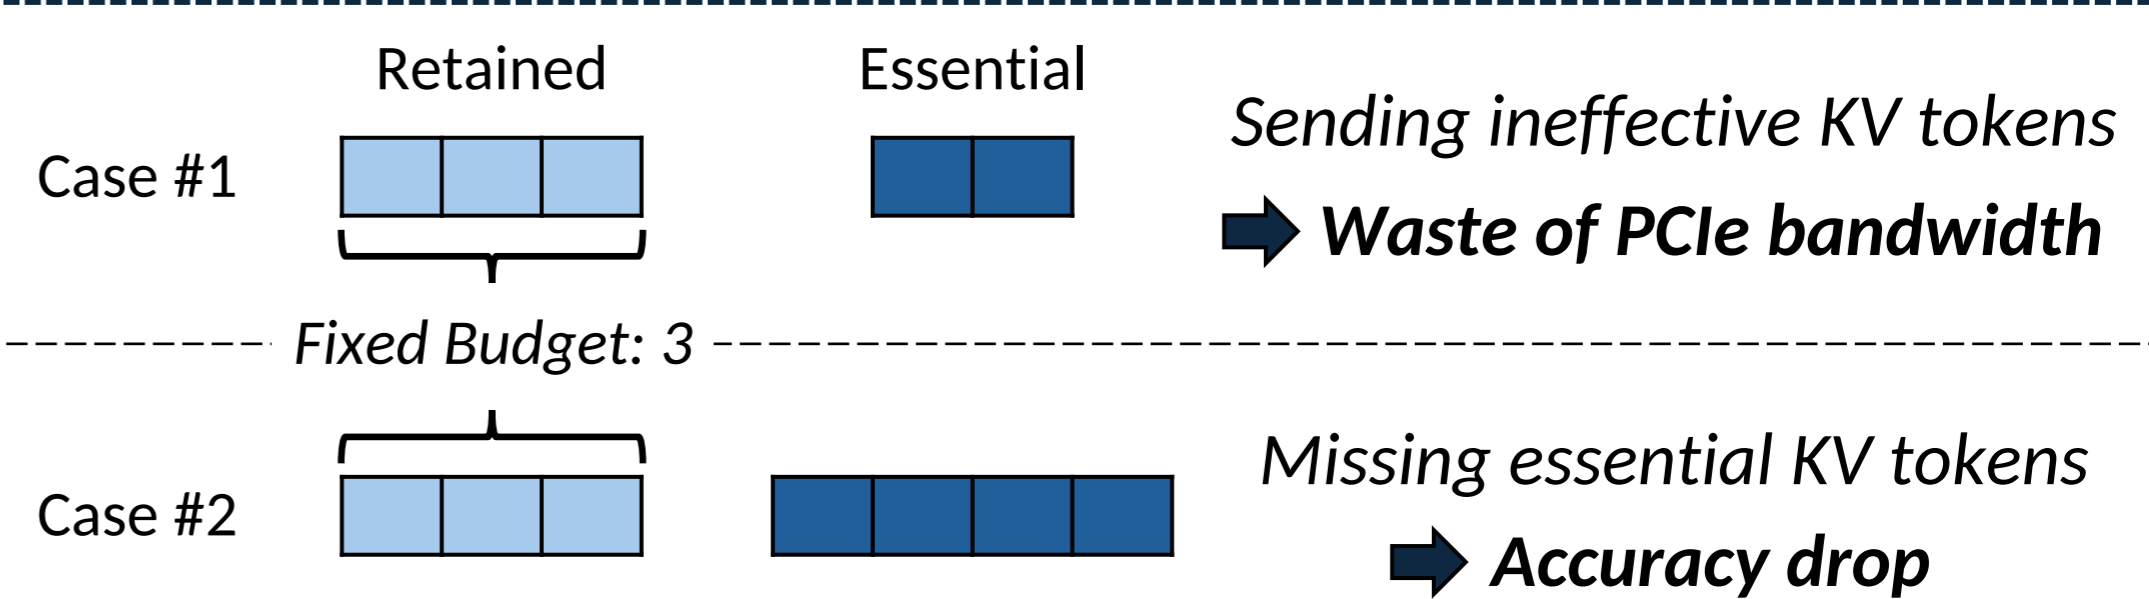 Retained
Essential
Case #1
Sending ineffective KV tokens
Waste of PCIe bandwidth
Fixed Budget: 3
Case #2
Missing essential KV tokens
Accuracy drop